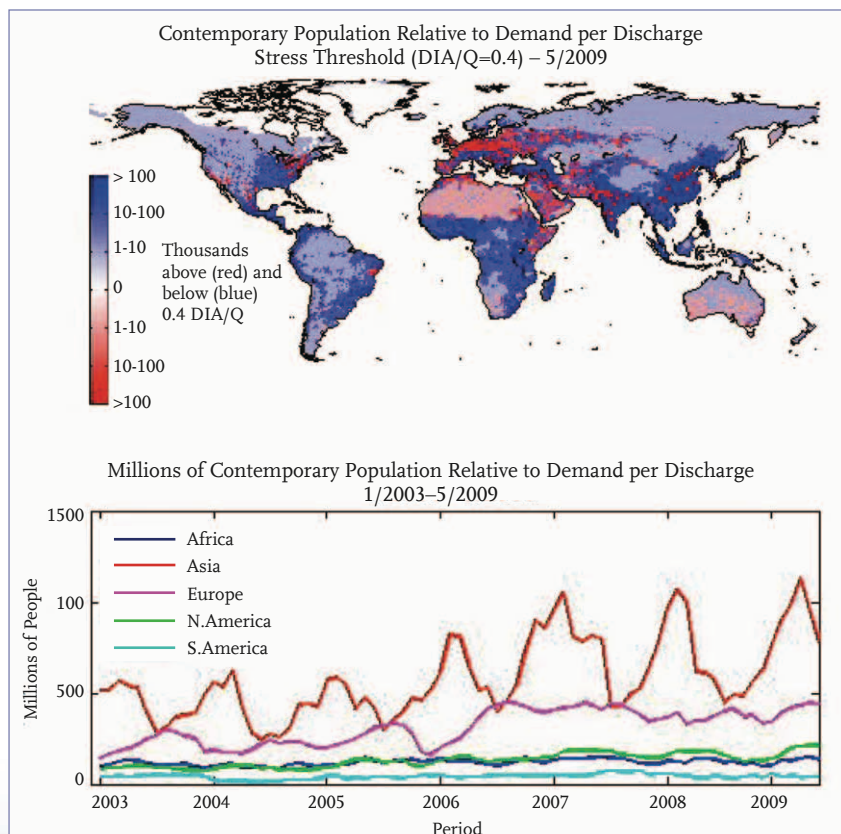 Contemporary Population Relative to Demand per Discharge
Stress Threshold (DIA/Q=0.4) – 5/2009
> 100
10-100
1-10
0
1-10
10-100
>100
Thousands
above (red) and
below (blue)
0.4 DIA/Q
Millions of Contemporary Population Relative to Demand per Discharge
1/2003–5/2009
Millions of People
1500
100
500
0
Africa
Asia
Europe
N.America
S.America
2003
2004
2005
2006
2007
2008
2009
Period